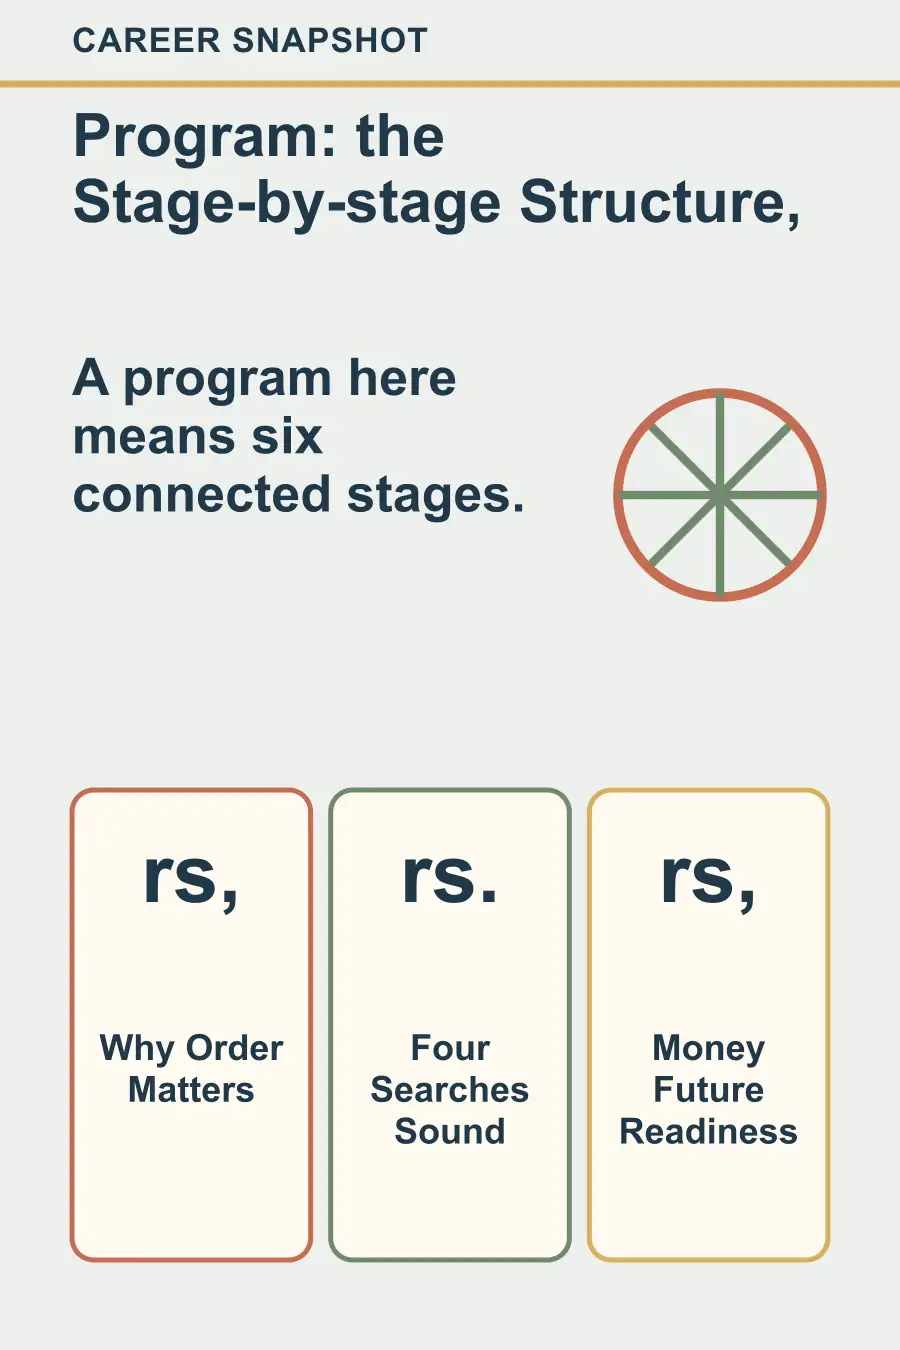 CAREER SNAPSHOT
Program: the
Stage-by-stage Structure,
A program here
means six
connected stages.
rs,
Why Order
Matters
rs.
Four
Searches
Sound
rs,
Money
Future
Readiness